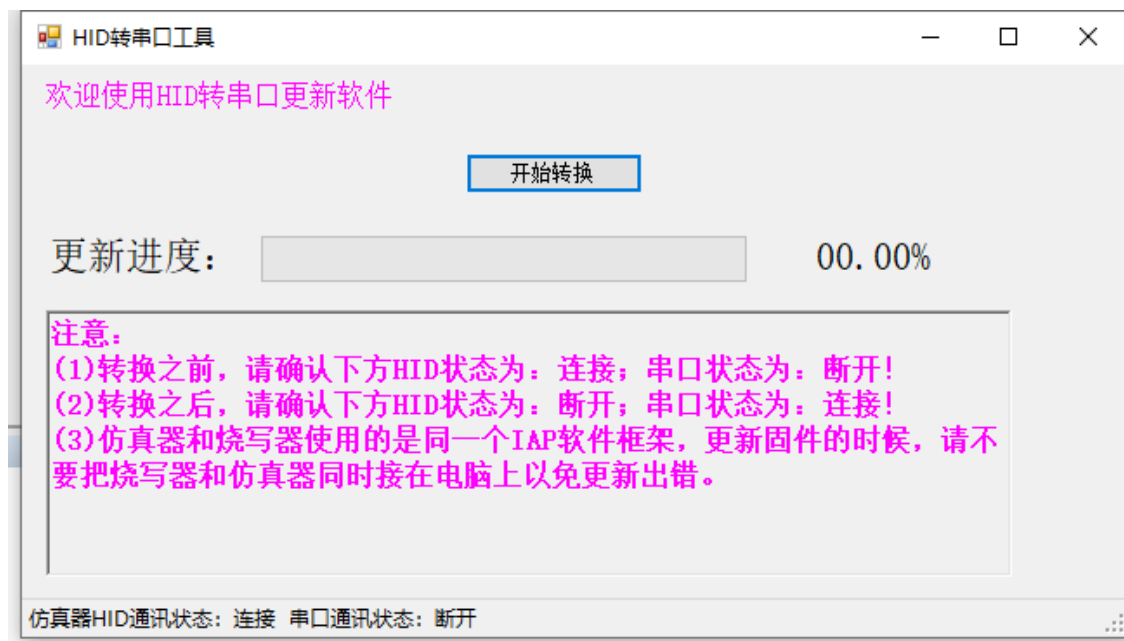 HID转串口工具
欢迎使用HID转串口更新软件
开始转换
更新进度：
00.00%
注意：
(1)转换之前，请确认下方HID状态为：连接；串口状态为：断开！
(2)转换之后，请确认下方HID状态为：断开；串口状态为：连接！
(3)仿真器和烧写器使用的是同一个IAP软件框架，更新固件的时候，请不
要把烧写器和仿真器同时接在电脑上以免更新出错。
仿真器HID通讯状态：连接 串口通讯状态：断开